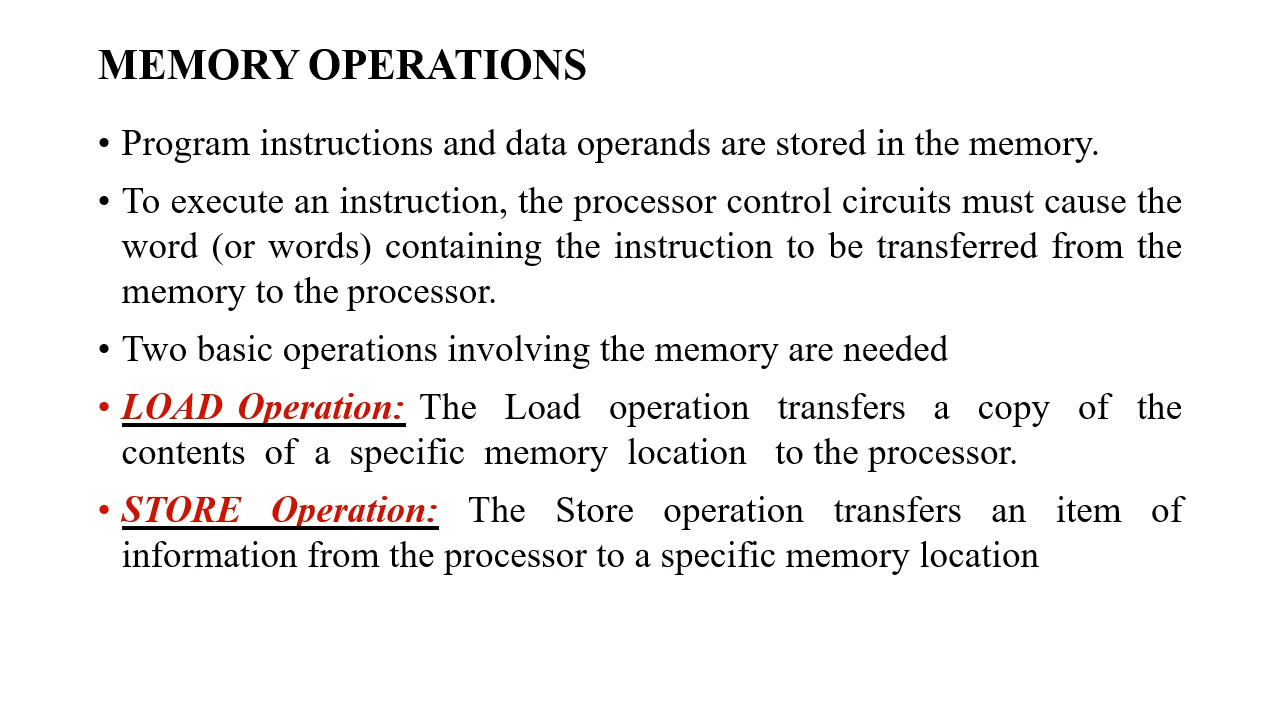 MEMORY OPERATIONS
• Program instructions and data operands are stored in the memory.
• To execute an instruction, the processor control circuits must cause the
word (or words) containing the instruction to be transferred from the
memory to the processor.
• Two basic operations involving the memory are needed
• LOAD Operation: The Load operation transfers a copy of the
contents of a specific memory location to the processor.
• STORE Operation: The Store operation transfers an item of
information from the processor to a specific memory location